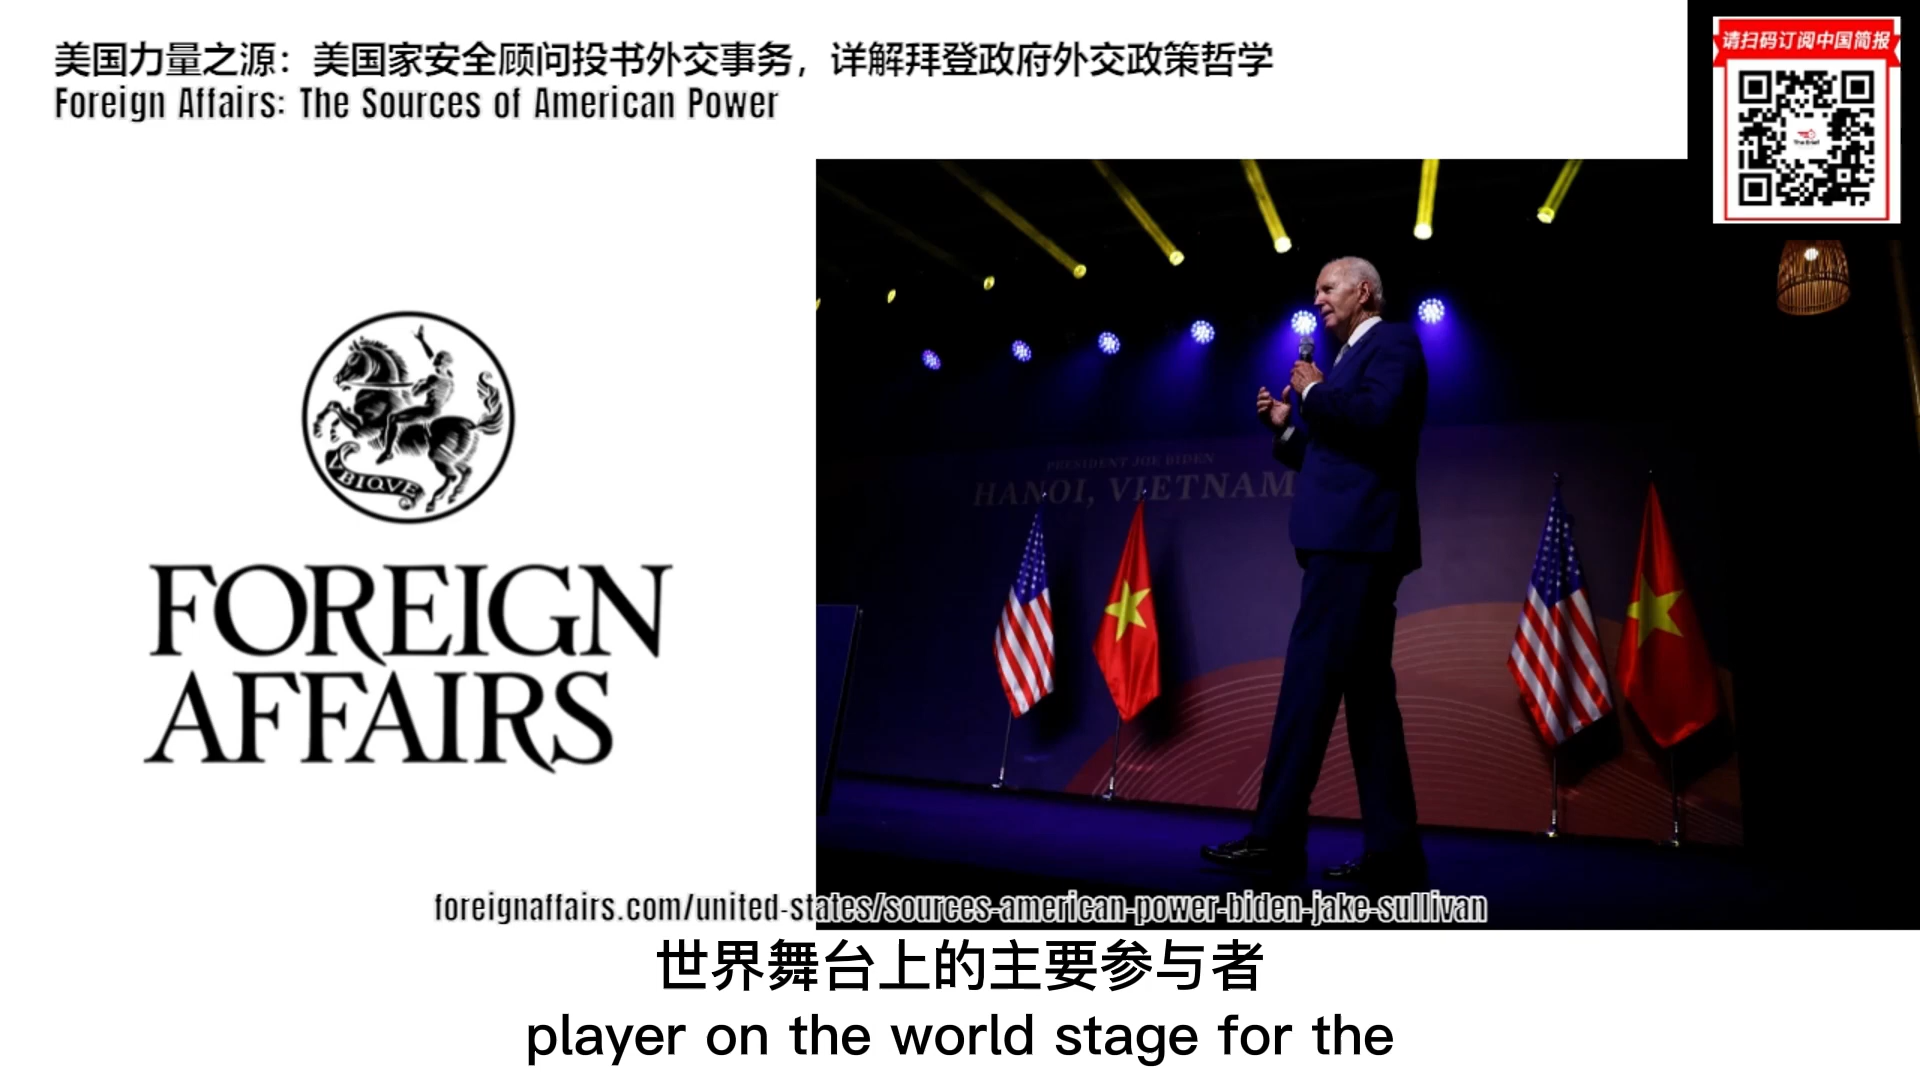 美国力量之源：美国家安全顾问投书外交事务，详解拜登政府外交政策哲学
Foreign Affairs: The Sources of American Power
请扫码订阅中国简报
The Brief
VBIQVE
FOREIGN
AFFAIRS
PRESIDENT JOE BIDEN
HANOI, VIETNAM
foreignaffairs.com/united-states/sources-american-power-biden-jake-sullivan
世界舞台上的主要参与者
player on the world stage for the